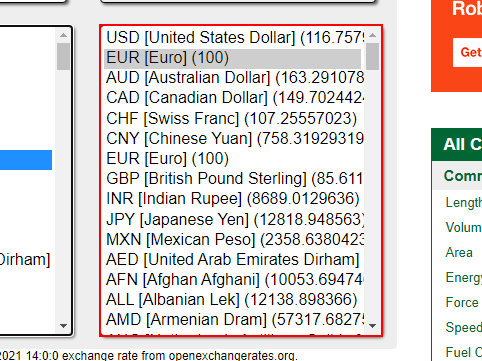 USD [United States Dollar] (116.757
EUR [Euro] (100)
AUD [Australian Dollar] (163.291078
CAD [Canadian Dollar] (149.702442
CHF [Swiss Franc] (107.25557023)
CNY [Chinese Yuan] (758.31929319
EUR [Euro] (100)
GBP [British Pound Sterling] (85.611
INR [Indian Rupee] (8689.0129636)
JPY [Japanese Yen] (12818.948563)
MXN [Mexican Peso] (2358.6380423
AED [United Arab Emirates Dirham]
AFN [Afghan Afghani] (10053.69474
ALL [Albanian Lek] (12138.898366)
AMD [Armenian Dram] (57317.6827
Dirham]
2021 14:0:0 exchange rate from openexchangerates.org.
Rob
Get
All C
Comm
Length
Volum
Area
Energy
Force
Speed
Fuel C